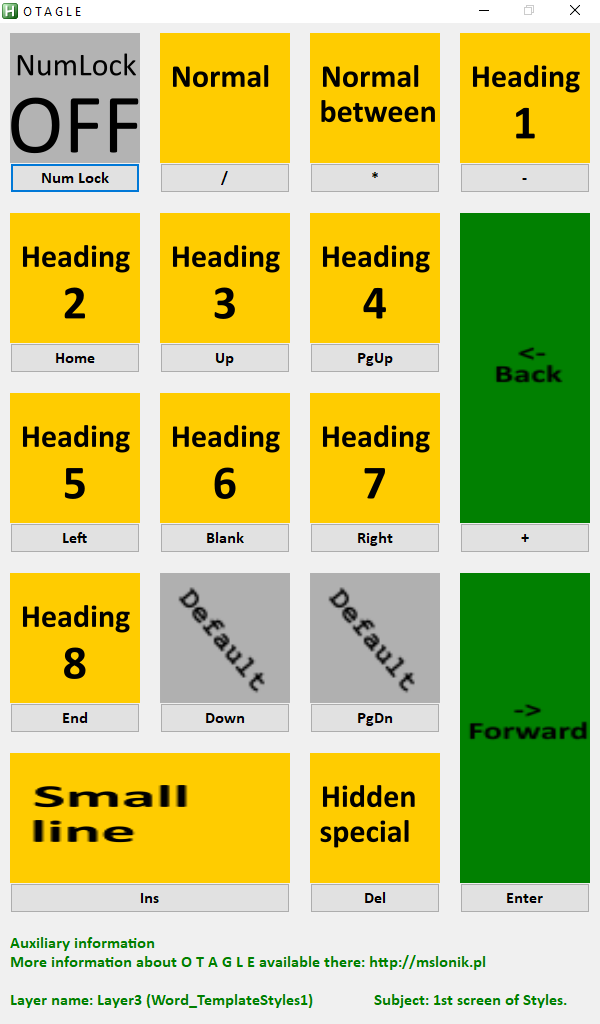 O T A G L E
NumLock
OFF
Normal
Normal
between
Heading
1
Num Lock
/
*
-
Heading
2
Heading
3
Heading
4
<-
Back
Home
Up
PgUp
Heading
5
Heading
6
Heading
7
Left
Blank
Right
+
Heading
8
Default
Default
->
Forward
End
Down
PgDn
Small
line
Hidden
special
Ins
Del
Enter
Auxiliary information
More information about O T A G L E available there: http://mslonik.pl
Layer name: Layer3 (Word_TemplateStyles1) Subject: 1st screen of Styles.